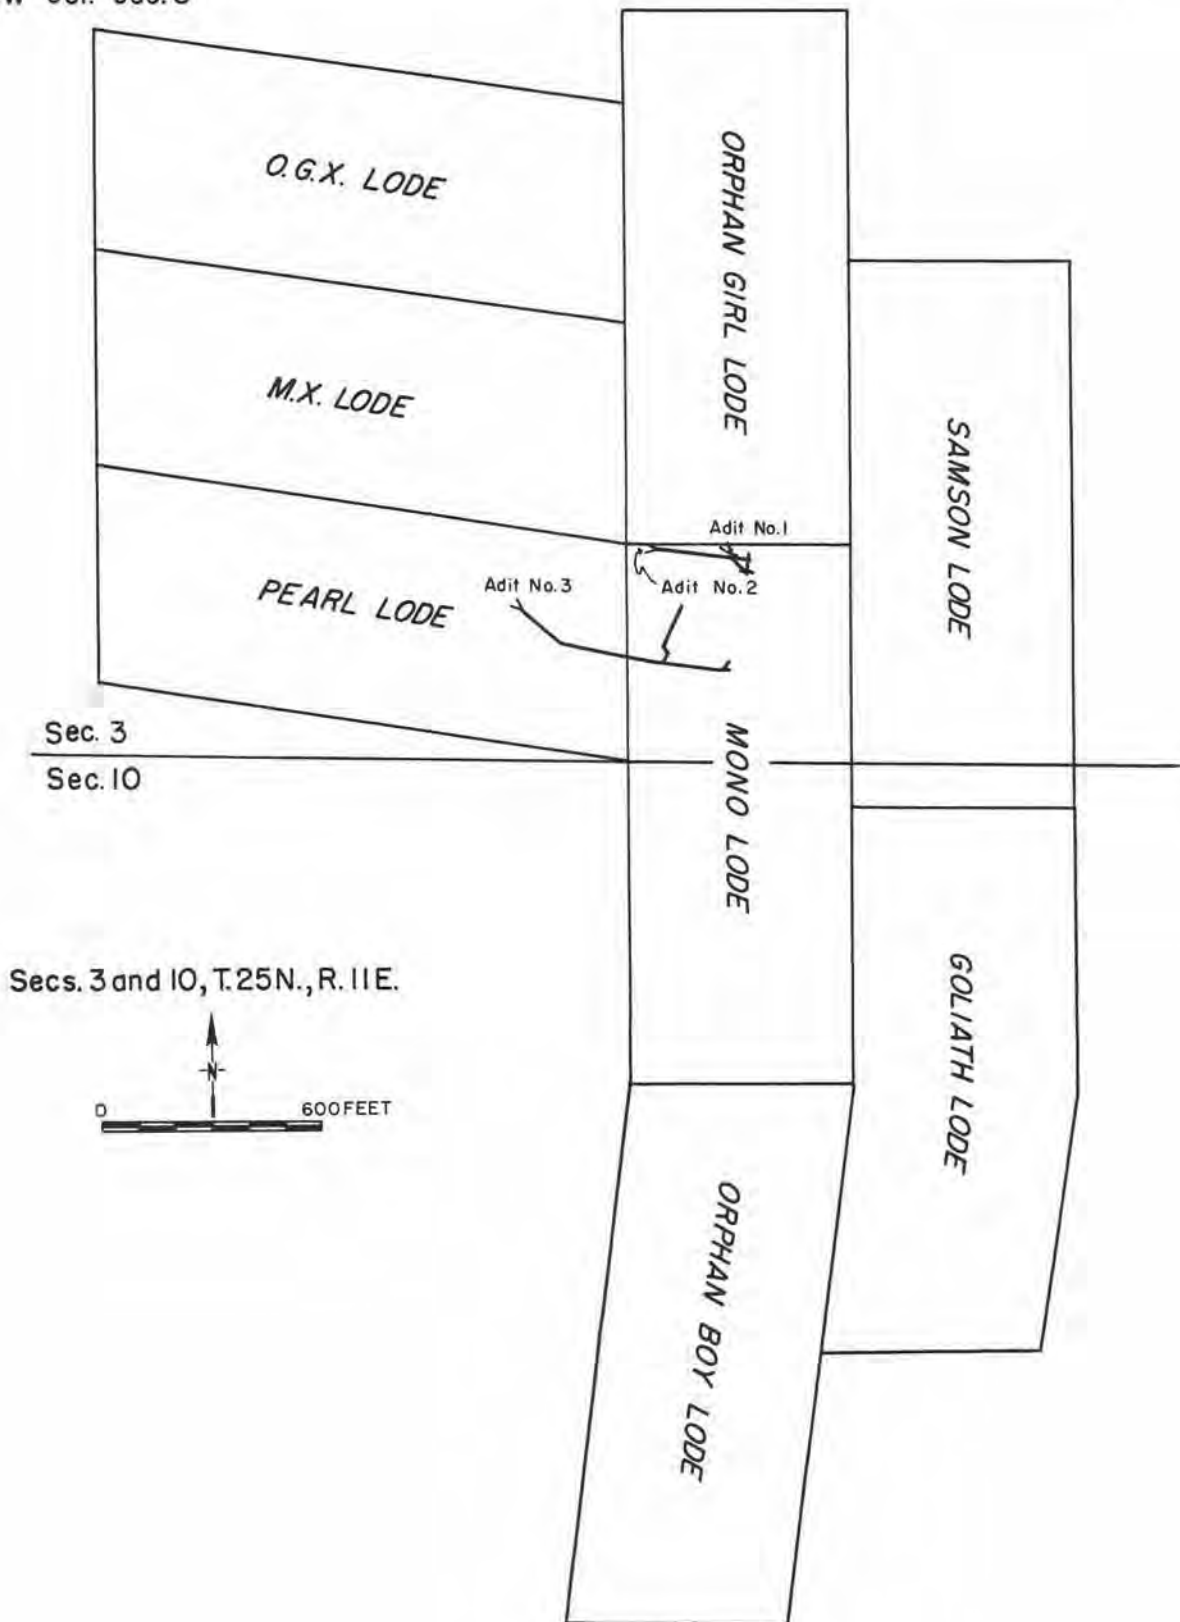 O.G.X. LODE
ORPHAN GIRL LODE
M.X. LODE
SAMSON LODE
Adit No.1
PEARL LODE
Adit No.3
Adit No.2
Sec. 3
Sec. 10
MONO LODE
GOLIATH LODE
Secs. 3 and 10, T.25N., R.11E.
N
0 600 FEET
ORPHAN BOY LODE